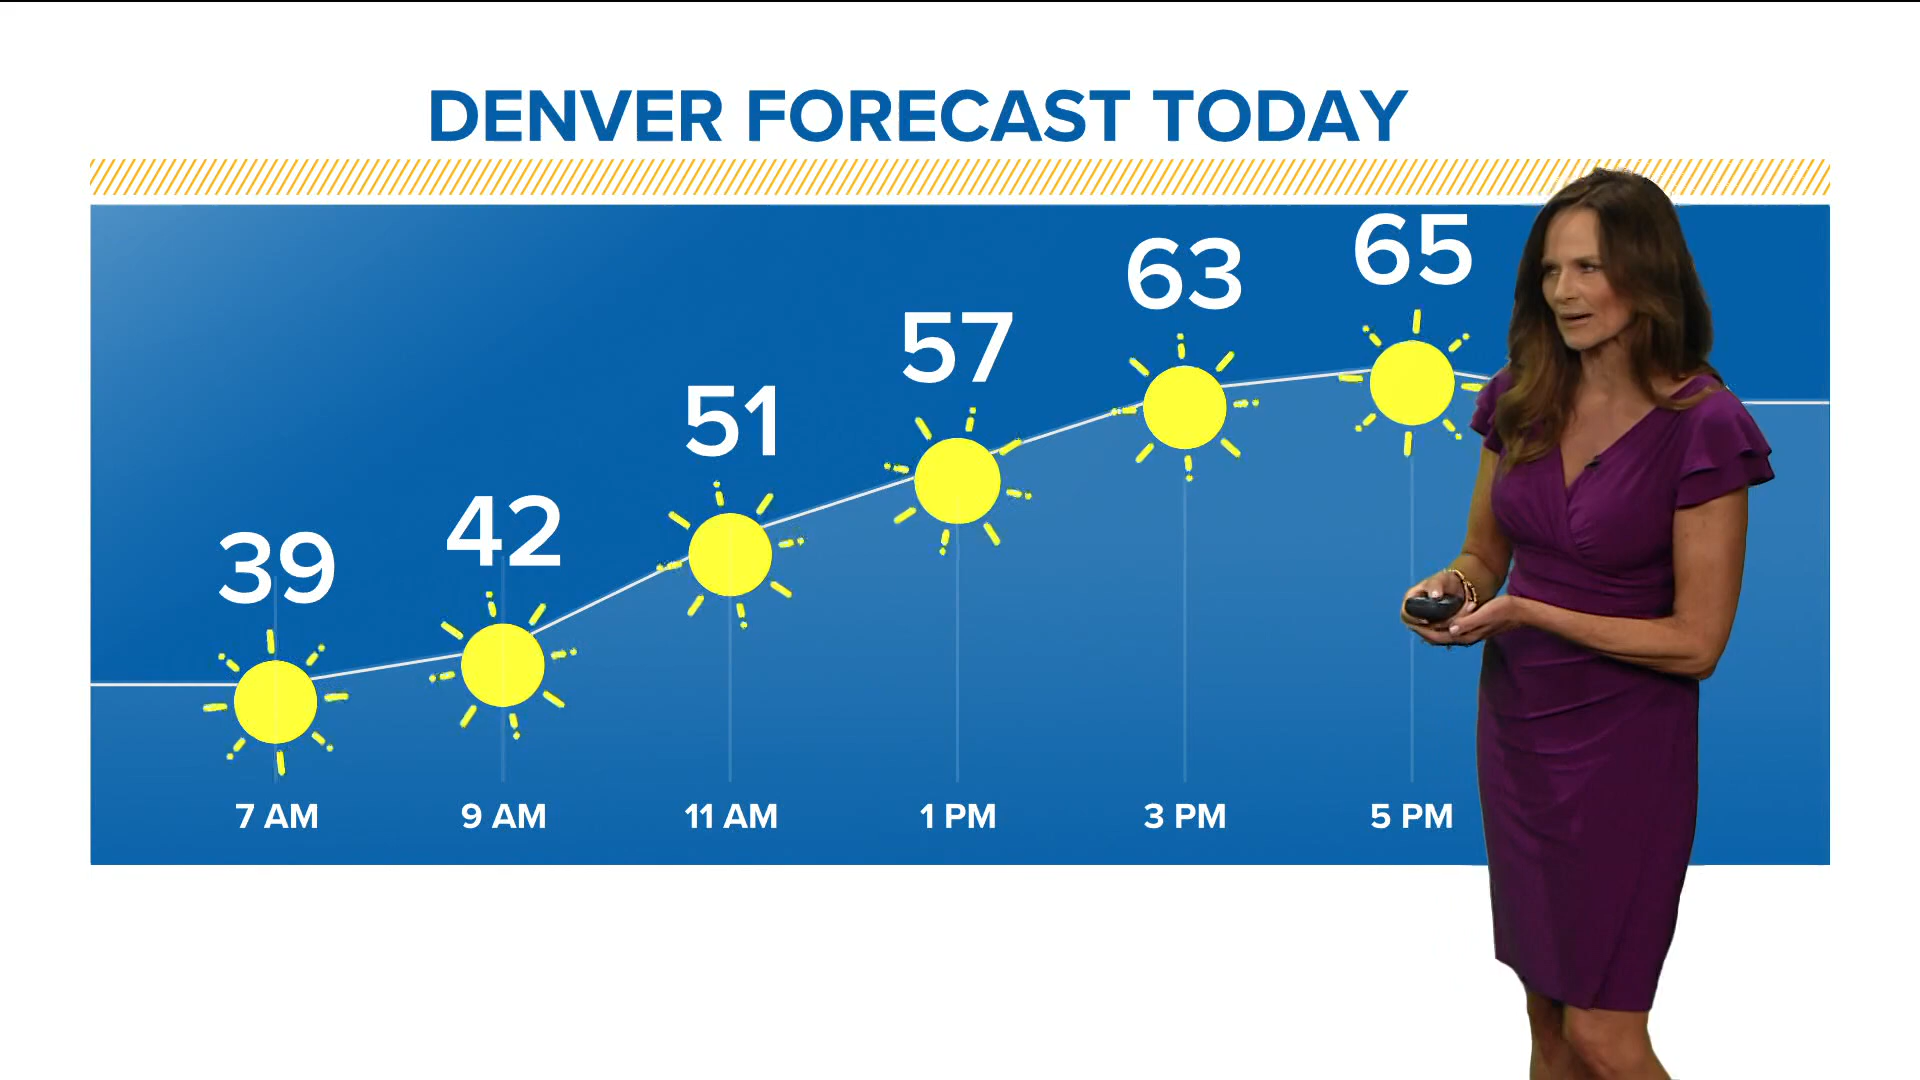 DENVER FORECAST TODAY
39 42 51 57 63 65
7 AM 9 AM 11 AM 1 PM 3 PM 5 PM